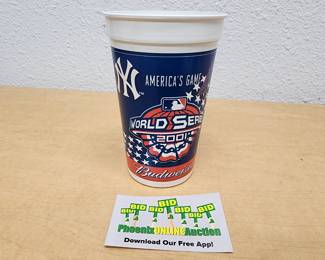 NY
AMERICA'S GAME
WORLD SERIES
2001
Budweiser
BID
BID BID BID BID
BID
PhoenixONLINEAuction
Download Our Free App!